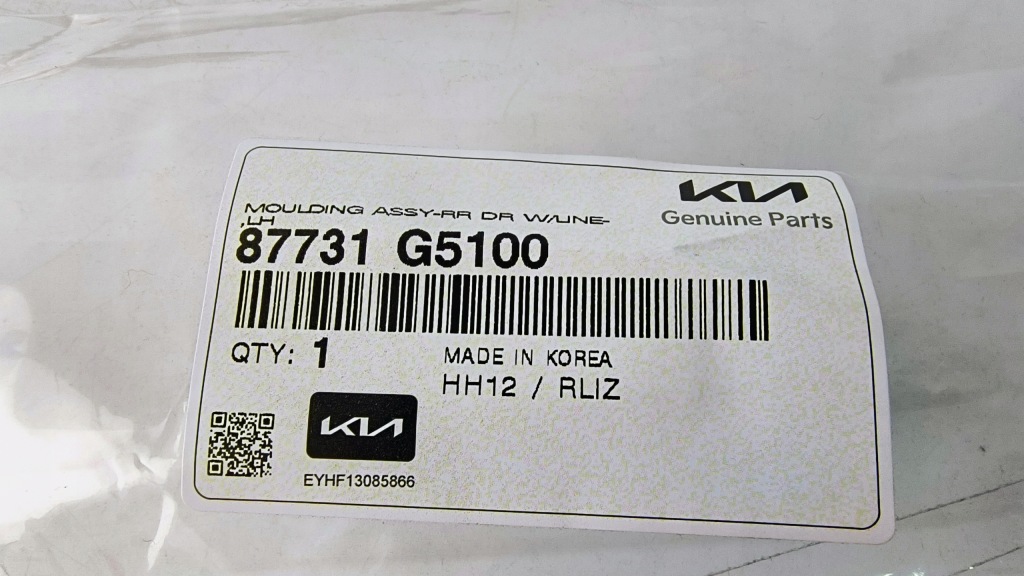 KIA
Genuine Parts
MOULDING ASSY-RR DR W/LINE-
,LH
87731 G5100
QTY: 1
MADE IN KOREA
HH12 / RLIZ
KIA
EYHF13085866